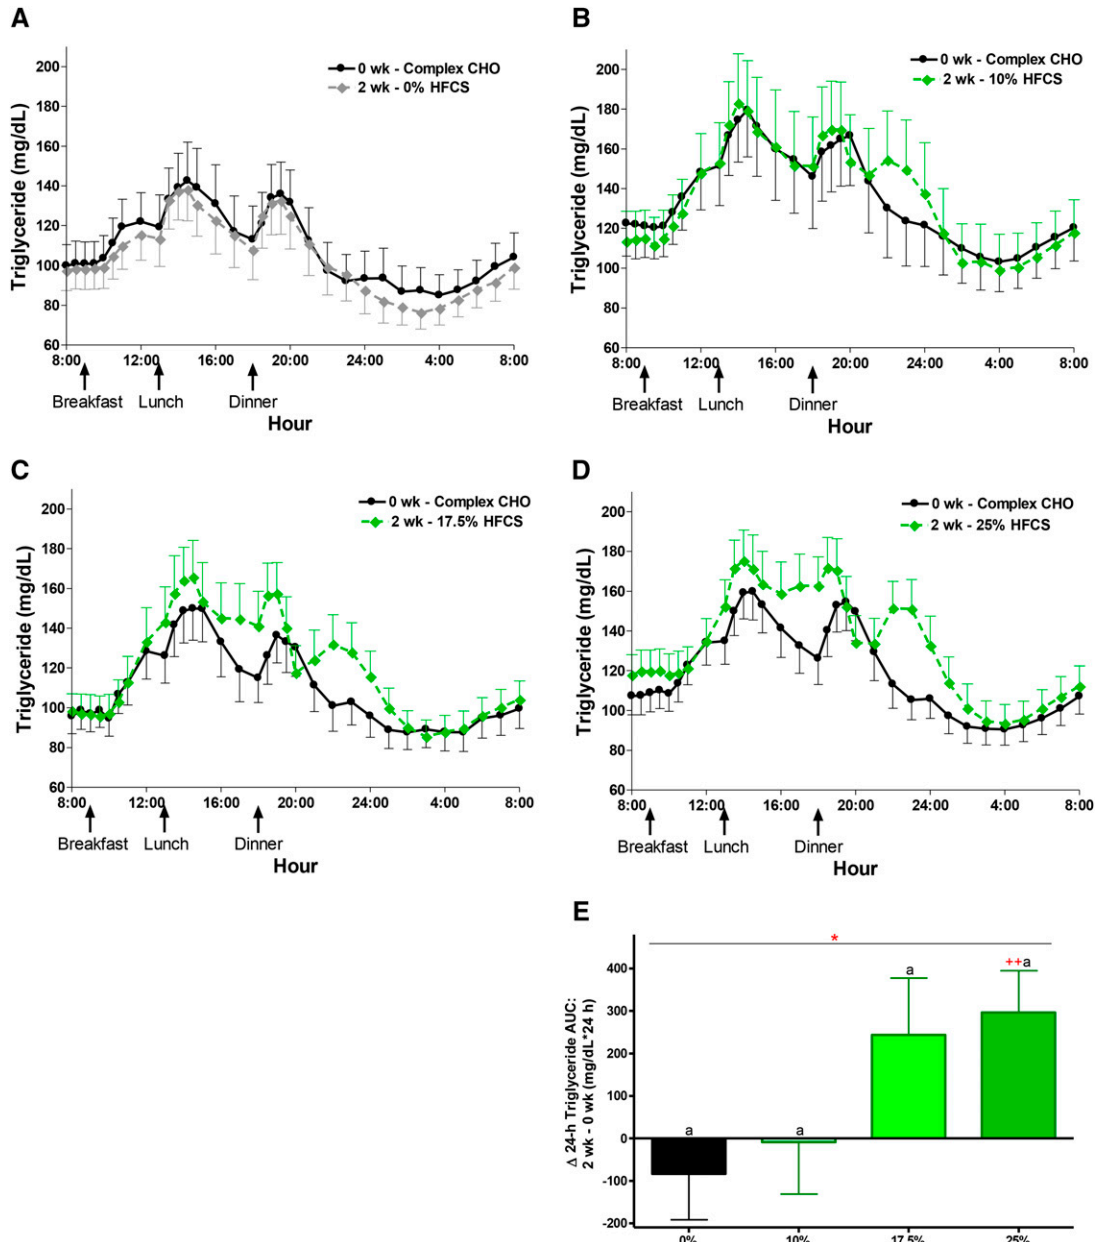 A
0 wk - Complex CHO
2 wk - 0% HFCS
Triglyceride (mg/dL)
200
180
160
140
120
100
80
60
8:00 12:00 16:00 20:00 24:00 4:00 8:00
Breakfast Lunch Dinner
Hour
B
0 wk - Complex CHO
2 wk - 10% HFCS
Triglyceride (mg/dL)
200
180
160
140
120
100
80
60
8:00 12:00 16:00 20:00 24:00 4:00 8:00
Breakfast Lunch Dinner
Hour
C
0 wk - Complex CHO
2 wk - 17.5% HFCS
Triglyceride (mg/dL)
200
180
160
140
120
100
80
60
8:00 12:00 16:00 20:00 24:00 4:00 8:00
Breakfast Lunch Dinner
Hour
D
0 wk - Complex CHO
2 wk - 25% HFCS
Triglyceride (mg/dL)
200
180
160
140
120
100
80
60
8:00 12:00 16:00 20:00 24:00 4:00 8:00
Breakfast Lunch Dinner
Hour
E
Δ 24-h Triglyceride AUC:
2 wk - 0 wk (mg/dL*24 h)
400
300
200
100
0
-100
-200
*
a a a ++a
0% 10% 17.5% 25%